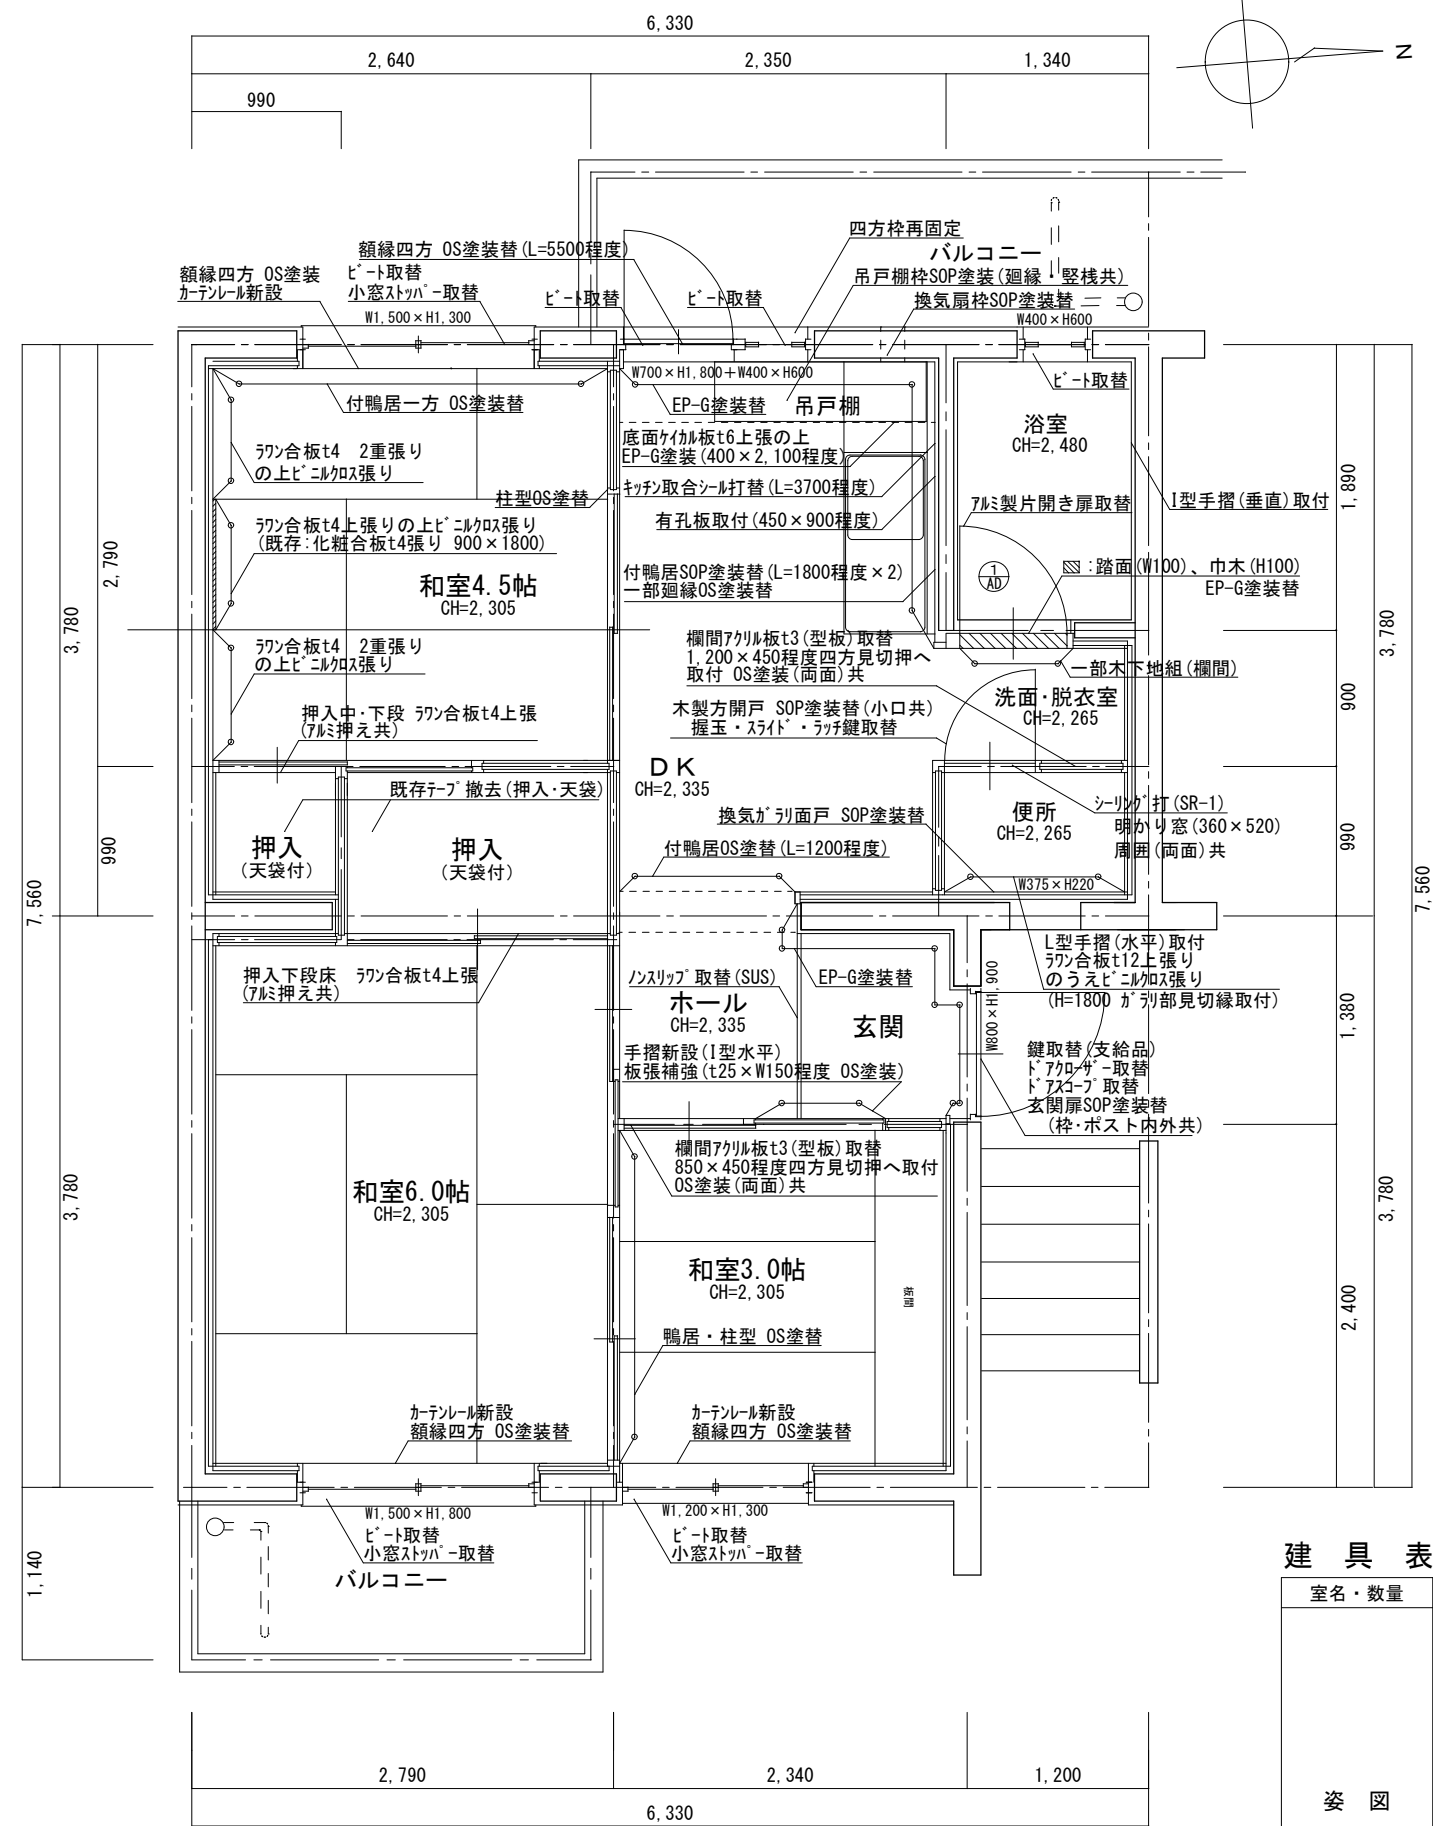 6,330
2,640
2,350
1,340
990
N
四方枠再固定
バルコニー
額縁四方 OS塗装替(L=5500程度)
額縁四方 OS塗装
カーテンレール新設
ビート取替
小窓ストッパー取替
吊戸棚枠SOP塗装(廻縁・竪桟共)
ビート取替
ビート取替
換気扇枠SOP塗装替
W1,500×H1,300
W400×H600
W700×H1,800+W400×H600
ビート取替
付鴨居一方 OS塗装替
EP-G塗装替
吊戸棚
浴室
CH=2,480
底面ケイカル板t6上張の上
EP-G塗装(400×2,100程度)
ラワン合板t4 2重張り
の上ビニルクロス張り
キッチン取合シール打替(L=3700程度)
柱型OS塗替
アルミ製片開き扉取替
I型手摺(垂直)取付
有孔板取付(450×900程度)
ラワン合板t4上張りの上ビニルクロス張り
(既存:化粧合板t4張り 900×1800)
和室4.5帖
CH=2,305
付鴨居SOP塗装替(L=1800程度×2)
一部廻縁OS塗装替
1
AD
:踏面(W100)、巾木(H100)
EP-G塗装替
ラワン合板t4 2重張り
の上ビニルクロス張り
欄間アクリル板t3(型板)取替
1,200×450程度四方見切押へ
取付 OS塗装(両面)共
一部木下地組(欄間)
洗面・脱衣室
CH=2,265
押入中・下段 ラワン合板t4上張
(アルミ押え共)
木製方開戸 SOP塗装替(小口共)
握玉・スライド・ラッチ鍵取替
DK
CH=2,335
既存テープ撤去(押入・天袋)
便所
CH=2,265
シーリング打(SR-1)
明かり窓(360×520)
周囲(両面)共
換気ガラリ面戸 SOP塗装替
押入
(天袋付)
押入
(天袋付)
付鴨居OS塗替(L=1200程度)
W375×H220
L型手摺(水平)取付
ラワン合板t12上張り
のうえビニルクロス張り
(H=1800 ガラリ部見切縁取付)
押入下段床 ラワン合板t4上張
(アルミ押え共)
ノンスリップ取替(SUS)
EP-G塗装替
ホール
CH=2,335
玄関
W800×H1,900
手摺新設(I型水平)
板張補強(t25×W150程度 OS塗装)
鍵取替(支給品)
ドアクローザー取替
ドアスコープ取替
玄関扉SOP塗装替
(枠・ポスト内外共)
欄間アクリル板t3(型板)取替
850×450程度四方見切押へ取付
OS塗装(両面)共
和室6.0帖
CH=2,305
和室3.0帖
CH=2,305
板間
鴨居・柱型 OS塗替
カーテンレール新設
額縁四方 OS塗装替
カーテンレール新設
額縁四方 OS塗装替
W1,500×H1,800
ビート取替
小窓ストッパー取替
W1,200×H1,300
ビート取替
小窓ストッパー取替
バルコニー
7,560
3,780
2,790
990
3,780
1,140
1,890
900
990
1,380
2,400
3,780
3,780
7,560
2,790
2,340
1,200
6,330
建具表
室名・数量
姿図